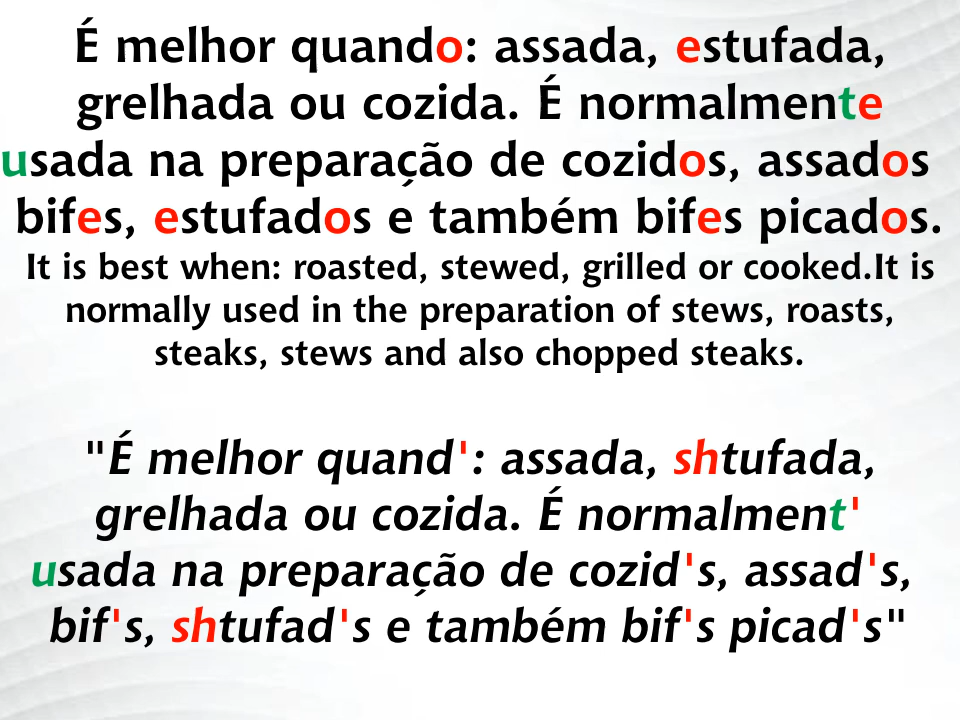 É melhor quando: assada, estufada,
grelhada ou cozida. É normalmente
usada na preparação de cozidos, assados
bifes, estufados e também bifes picados.
It is best when: roasted, stewed, grilled or cooked.It is
normally used in the preparation of stews, roasts,
steaks, stews and also chopped steaks.
"É melhor quand': assada, shtufada,
grelhada ou cozida. É normalment'
usada na preparação de cozid's, assad's,
bif's, shtufad's e também bif's picad's"